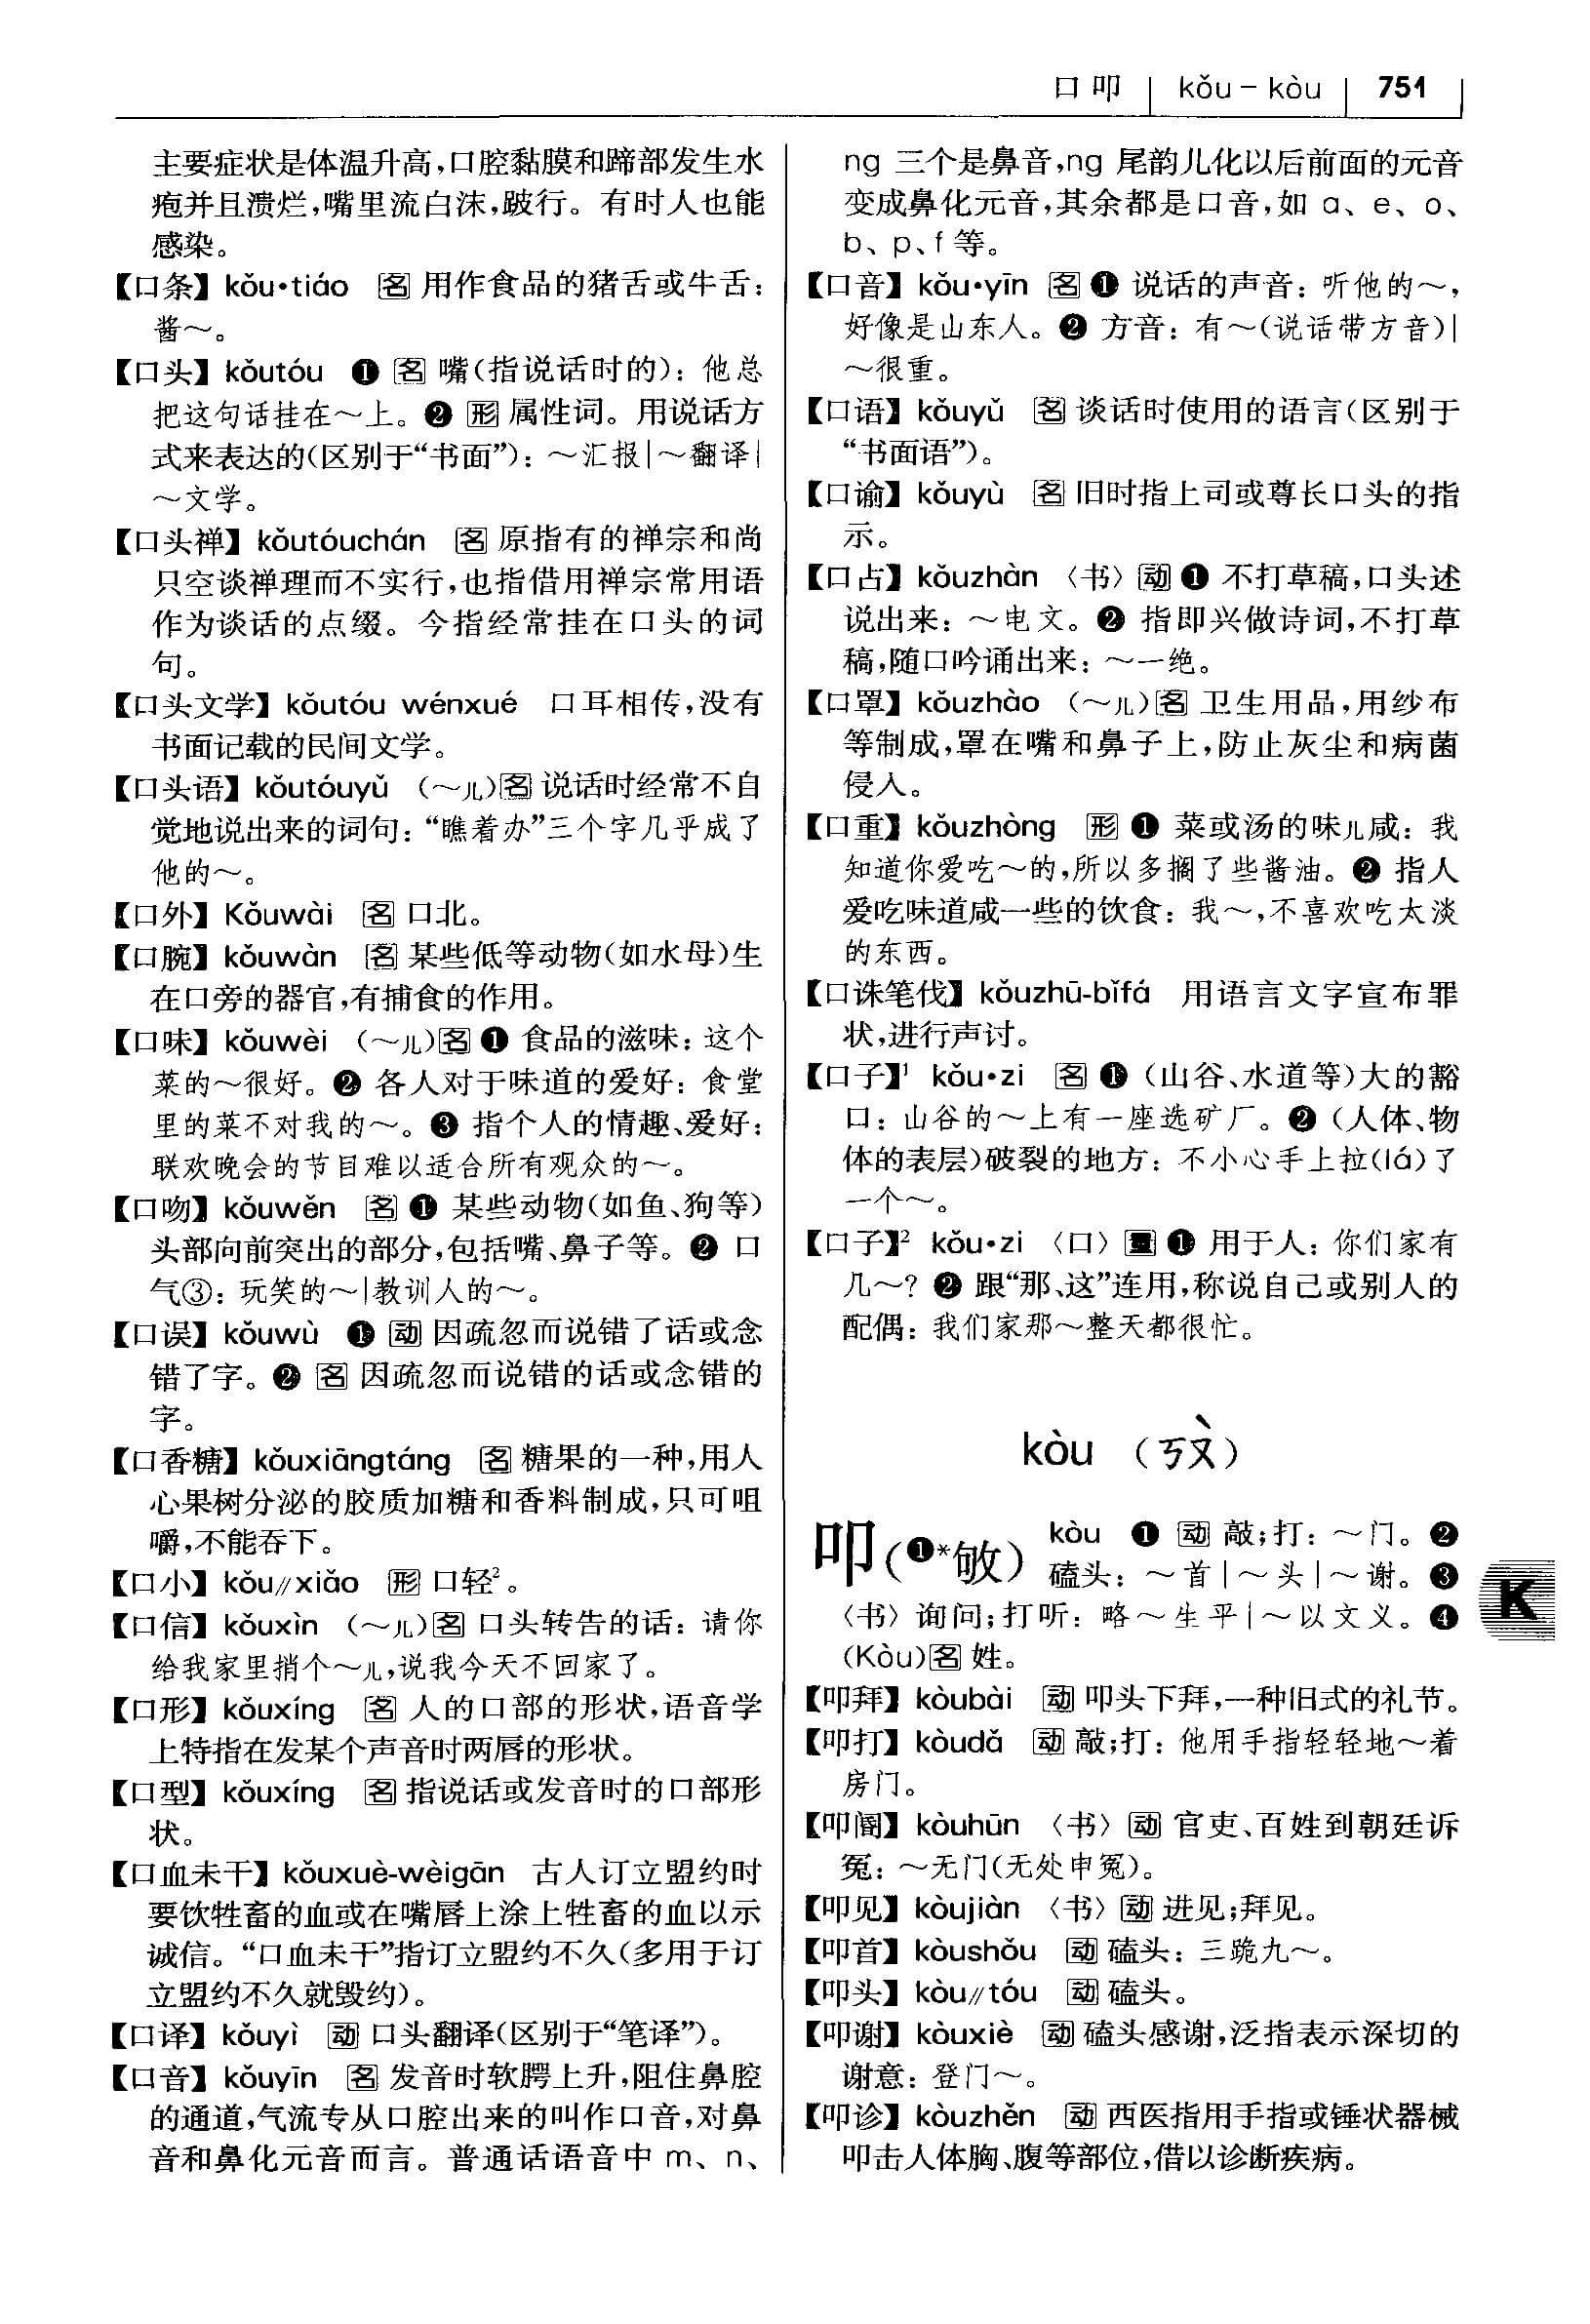 口 叩 kǒu – kòu 751
主要症状是体温升高,口腔黏膜和蹄部发生水
疱并且溃烂,嘴里流白沫,跛行。有时人也能
感染。
【口条】kǒu•tiáo 名 用作食品的猪舌或牛舌:
酱～。
【口头】kǒutóu ❶ 名 嘴(指说话时的): 他总
把这句话挂在～上。❷ 形 属性词。用说话方
式来表达的(区别于“书面”): ～汇报|～翻译|
～文学。
【口头禅】kǒutóuchán 名 原指有的禅宗和尚
只空谈禅理而不实行,也指借用禅宗常用语
作为谈话的点缀。今指经常挂在口头的词
句。
【口头文学】kǒutóu wénxué 口耳相传,没有
书面记载的民间文学。
【口头语】kǒutóuyǔ (～儿)名 说话时经常不自
觉地说出来的词句: “瞧着办”三个字几乎成了
他的～。
【口外】Kǒuwài 名 口北。
【口腕】kǒuwàn 名 某些低等动物(如水母)生
在口旁的器官,有捕食的作用。
【口味】kǒuwèi (～儿)名 ❶ 食品的滋味: 这个
菜的～很好。❷ 各人对于味道的爱好: 食堂
里的菜不对我的～。❸ 指个人的情趣、爱好:
联欢晚会的节目难以适合所有观众的～。
【口吻】kǒuwěn 名 ❶ 某些动物(如鱼、狗等)
头部向前突出的部分,包括嘴、鼻子等。❷ 口
气③: 玩笑的～|教训人的～。
【口误】kǒuwù ❶ 动 因疏忽而说错了话或念
错了字。❷ 名 因疏忽而说错的话或念错的
字。
【口香糖】kǒuxiāngtáng 名 糖果的一种,用人
心果树分泌的胶质加糖和香料制成,只可咀
嚼,不能吞下。
【口小】kǒu//xiǎo 形 口轻²。
【口信】kǒuxìn (～儿)名 口头转告的话: 请你
给我家里捎个～儿,说我今天不回家了。
【口形】kǒuxíng 名 人的口部的形状,语音学
上特指在发某个声音时两唇的形状。
【口型】kǒuxíng 名 指说话或发音时的口部形
状。
【口血未干】kǒuxuè-wèigān 古人订立盟约时
要饮牲畜的血或在嘴唇上涂上牲畜的血以示
诚信。“口血未干”指订立盟约不久(多用于订
立盟约不久就毁约)。
【口译】kǒuyì 动 口头翻译(区别于“笔译”)。
【口音】kǒuyīn 名 发音时软腭上升,阻住鼻腔
的通道,气流专从口腔出来的叫作口音,对鼻
音和鼻化元音而言。普通话语音中 m、n、
ng 三个是鼻音,ng 尾韵儿化以后前面的元音
变成鼻化元音,其余都是口音,如 a、e、o、
b、p、f 等。
【口音】kǒu•yīn 名 ❶ 说话的声音: 听他的～,
好像是山东人。❷ 方音: 有～(说话带方音)|
～很重。
【口语】kǒuyǔ 名 谈话时使用的语言(区别于
“书面语”)。
【口谕】kǒuyù 名 旧时指上司或尊长口头的指
示。
【口占】kǒuzhàn 〈书〉动 ❶ 不打草稿,口头述
说出来: ～电文。❷ 指即兴做诗词,不打草
稿,随口吟诵出来: ～一绝。
【口罩】kǒuzhào (～儿)名 卫生用品,用纱布
等制成,罩在嘴和鼻子上,防止灰尘和病菌
侵入。
【口重】kǒuzhòng 形 ❶ 菜或汤的味儿咸: 我
知道你爱吃～的,所以多搁了些酱油。❷ 指人
爱吃味道咸一些的饮食: 我～,不喜欢吃太淡
的东西。
【口诛笔伐】kǒuzhū-bǐfá 用语言文字宣布罪
状,进行声讨。
【口子】¹ kǒu•zi 名 ❶ (山谷、水道等)大的豁
口: 山谷的～上有一座选矿厂。❷ (人体、物
体的表层)破裂的地方: 不小心手上拉(lá)了
一个～。
【口子】² kǒu•zi 〈口〉量 ❶ 用于人: 你们家有
几～? ❷ 跟“那、这”连用,称说自己或别人的
配偶: 我们家那～整天都很忙。
kòu (ㄎㄡˋ)
叩(❶*敂) kòu ❶ 动 敲;打: ～门。❷
磕头: ～首|～头|～谢。❸
〈书〉询问;打听: 略～生平|～以文义。❹
(Kòu)名 姓。
【叩拜】kòubài 动 叩头下拜,一种旧式的礼节。
【叩打】kòudǎ 动 敲;打: 他用手指轻轻地～着
房门。
【叩阍】kòuhūn 〈书〉动 官吏、百姓到朝廷诉
冤: ～无门(无处申冤)。
【叩见】kòujiàn 〈书〉动 进见;拜见。
【叩首】kòushǒu 动 磕头: 三跪九～。
【叩头】kòu//tóu 动 磕头。
【叩谢】kòuxiè 动 磕头感谢,泛指表示深切的
谢意: 登门～。
【叩诊】kòuzhěn 动 西医指用手指或锤状器械
叩击人体胸、腹等部位,借以诊断疾病。
K